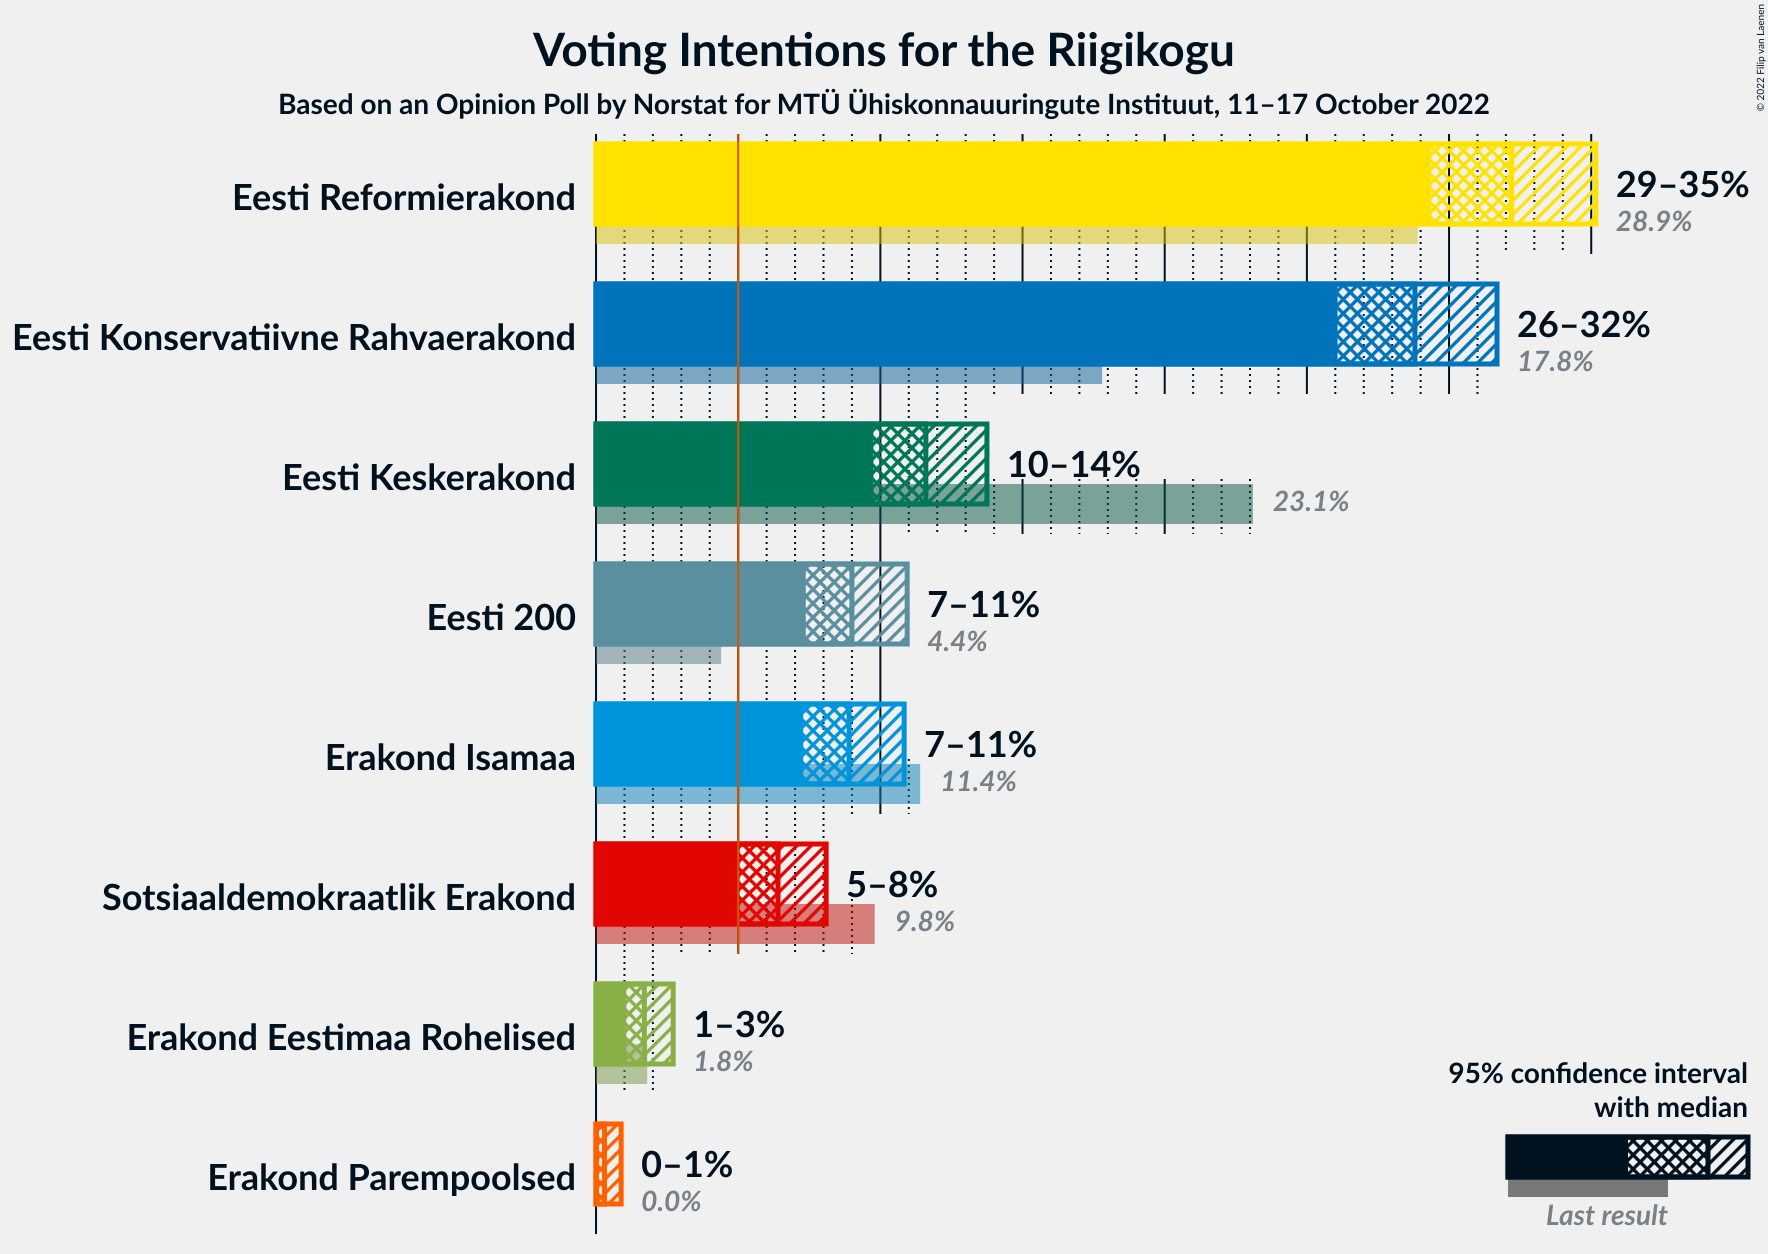 Voting Intentions for the Riigikogu
Based on an Opinion Poll by Norstat for MTÜ Ühiskonnauuringute Instituut, 11–17 October 2022
© 2022 Filip van Laenen
Eesti Reformierakond
29–35%
28.9%
Eesti Konservatiivne Rahvaerakond
26–32%
17.8%
Eesti Keskerakond
10–14%
23.1%
Eesti 200
7–11%
4.4%
Erakond Isamaa
7–11%
11.4%
Sotsiaaldemokraatlik Erakond
5–8%
9.8%
Erakond Eestimaa Rohelised
1–3%
1.8%
Erakond Parempoolsed
0–1%
0.0%
95% confidence interval
with median
Last result